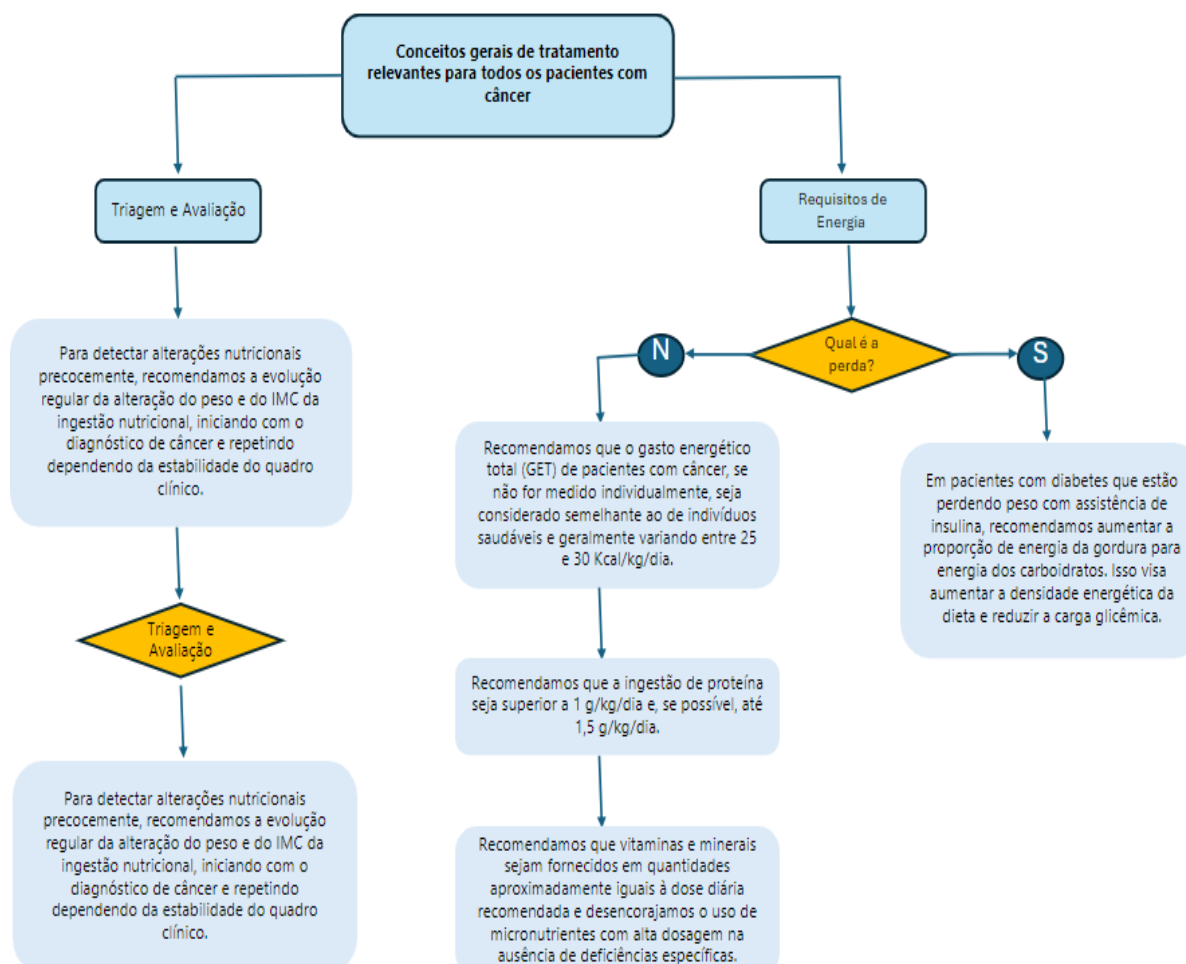 Conceitos gerais de tratamento
relevantes para todos os pacientes com
câncer
Triagem e Avaliação
Para detectar alterações nutricionais
precocemente, recomendamos a evolução
regular da alteração do peso e do IMC da
ingestão nutricional, iniciando com o
diagnóstico de câncer e repetindo
dependendo da estabilidade do quadro
clínico.
Triagem e
Avaliação
Para detectar alterações nutricionais
precocemente, recomendamos a evolução
regular da alteração do peso e do IMC da
ingestão nutricional, iniciando com o
diagnóstico de câncer e repetindo
dependendo da estabilidade do quadro
clínico.
Requisitos de
Energia
Qual é a
perda?
N
Recomendamos que o gasto energético
total (GET) de pacientes com câncer, se
não for medido individualmente, seja
considerado semelhante ao de indivíduos
saudáveis e geralmente variando entre 25
e 30 Kcal/kg/dia.
Recomendamos que a ingestão de proteína
seja superior a 1 g/kg/dia e, se possível, até
1,5 g/kg/dia.
Recomendamos que vitaminas e minerais
sejam fornecidos em quantidades
aproximadamente iguais à dose diária
recomendada e desencorajamos o uso de
micronutrientes com alta dosagem na
ausência de deficiências específicas.
S
Em pacientes com diabetes que estão
perdendo peso com assistência de
insulina, recomendamos aumentar a
proporção de energia da gordura para
energia dos carboidratos. Isso visa
aumentar a densidade energética da
dieta e reduzir a carga glicêmica.